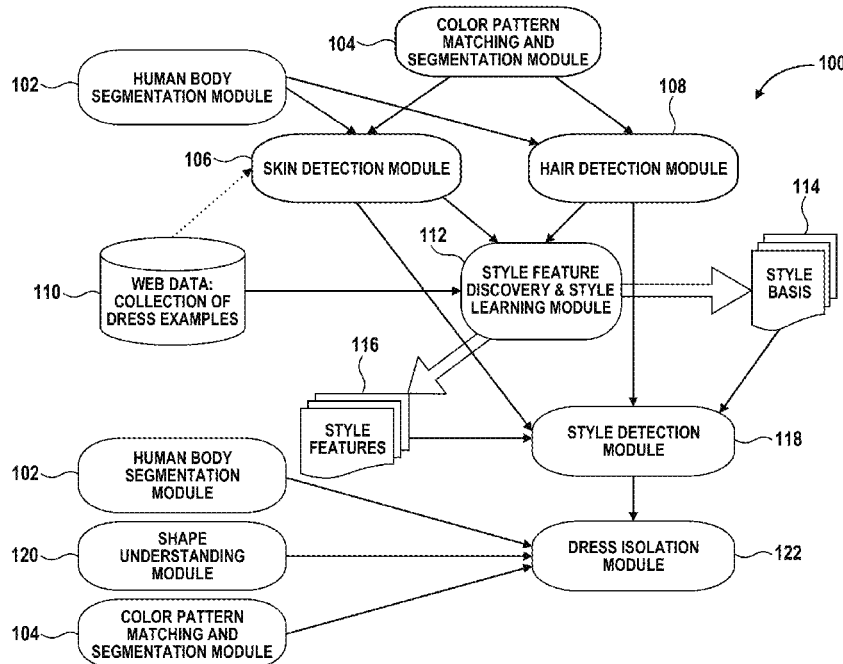 104
COLOR PATTERN
MATCHING AND
SEGMENTATION MODULE
100
102
HUMAN BODY
SEGMENTATION MODULE
108
106
SKIN DETECTION MODULE
HAIR DETECTION MODULE
114
112
STYLE FEATURE
DISCOVERY & STYLE
LEARNING MODULE
STYLE
BASIS
110
WEB DATA:
COLLECTION OF
DRESS EXAMPLES
116
STYLE
FEATURES
STYLE DETECTION
MODULE
118
102
HUMAN BODY
SEGMENTATION
MODULE
120
SHAPE
UNDERSTANDING
MODULE
DRESS ISOLATION
MODULE
122
104
COLOR PATTERN
MATCHING AND
SEGMENTATION MODULE